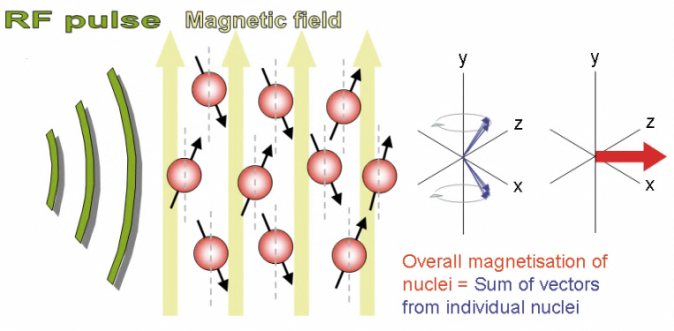 RF pulse Magnetic field
y
y
z
z
x
x
Overall magnetisation of
nuclei = Sum of vectors
from individual nuclei